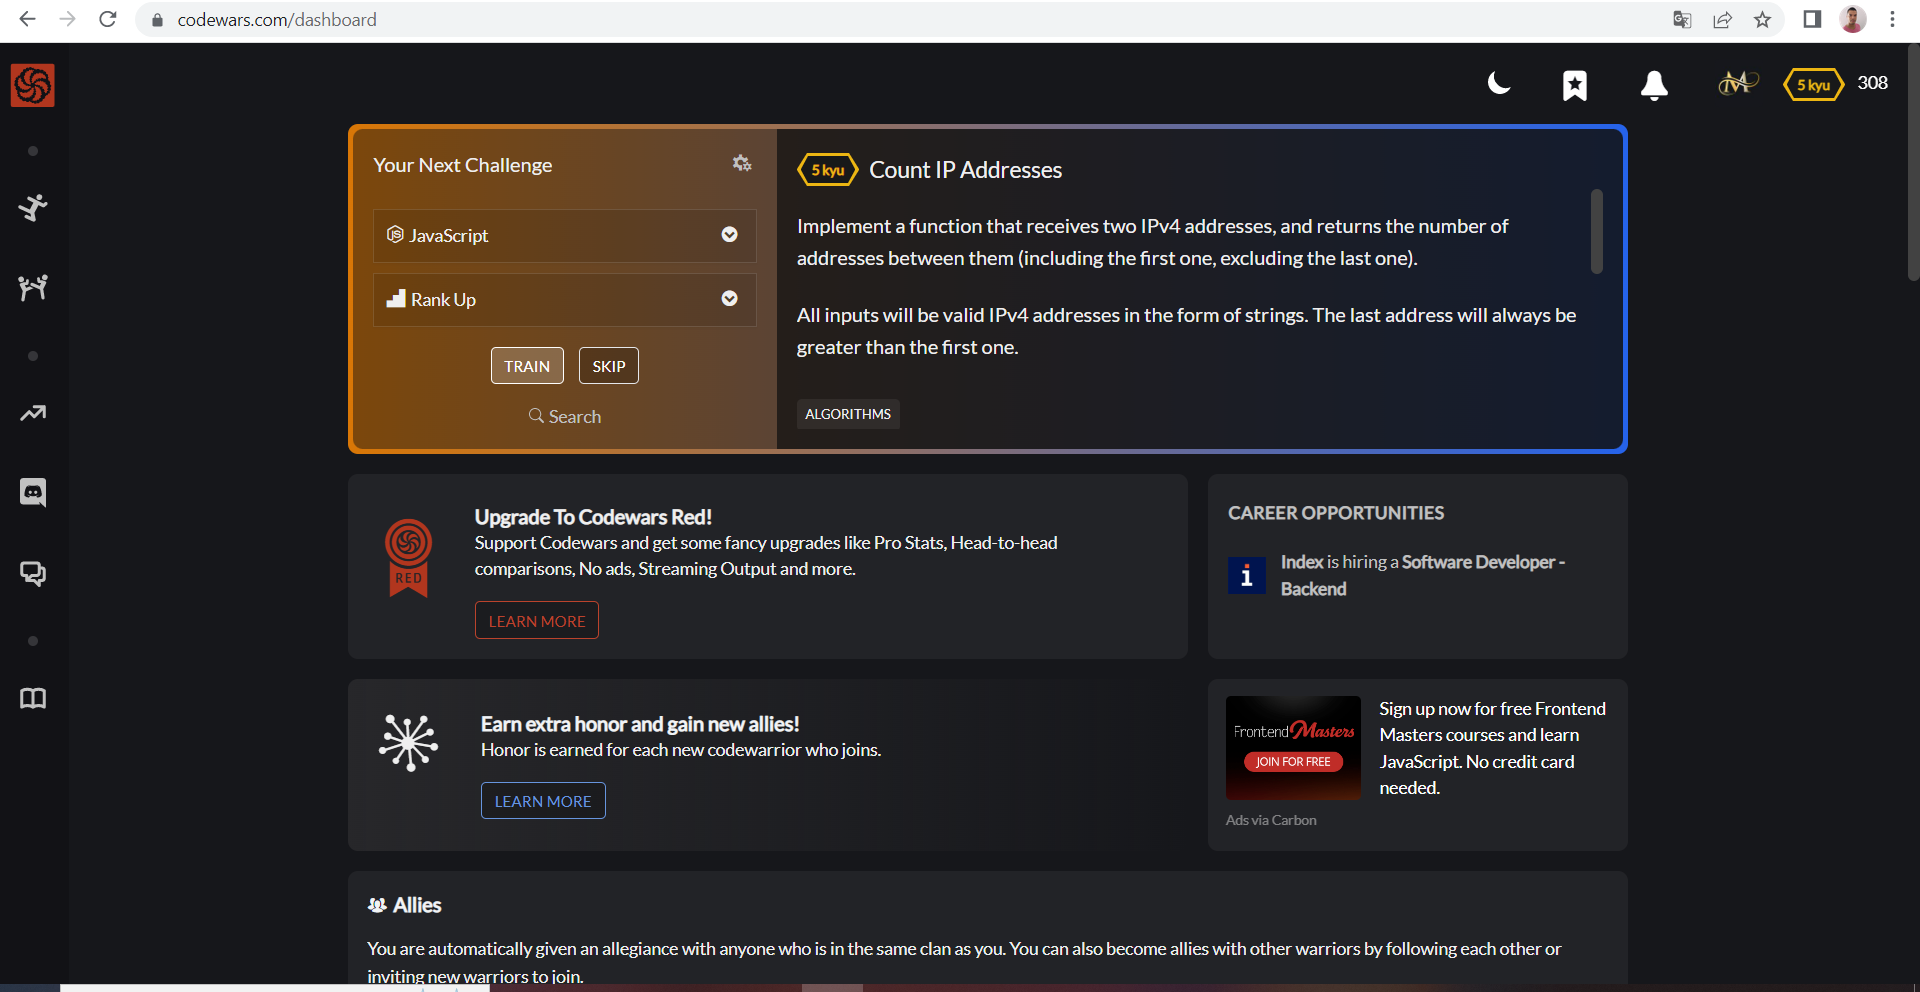 codewars.com/dashboard
5 kyu
308
Your Next Challenge
JavaScript
Rank Up
TRAIN
SKIP
Search
5 kyu
Count IP Addresses
Implement a function that receives two IPv4 addresses, and returns the number of
addresses between them (including the first one, excluding the last one).
All inputs will be valid IPv4 addresses in the form of strings. The last address will always be
greater than the first one.
ALGORITHMS
RED
Upgrade To Codewars Red!
Support Codewars and get some fancy upgrades like Pro Stats, Head-to-head
comparisons, No ads, Streaming Output and more.
LEARN MORE
CAREER OPPORTUNITIES
i
Index is hiring a Software Developer -
Backend
Earn extra honor and gain new allies!
Honor is earned for each new codewarrior who joins.
LEARN MORE
Frontend Masters
JOIN FOR FREE
Sign up now for free Frontend
Masters courses and learn
JavaScript. No credit card
needed.
Ads via Carbon
Allies
You are automatically given an allegiance with anyone who is in the same clan as you. You can also become allies with other warriors by following each other or
inviting new warriors to join.